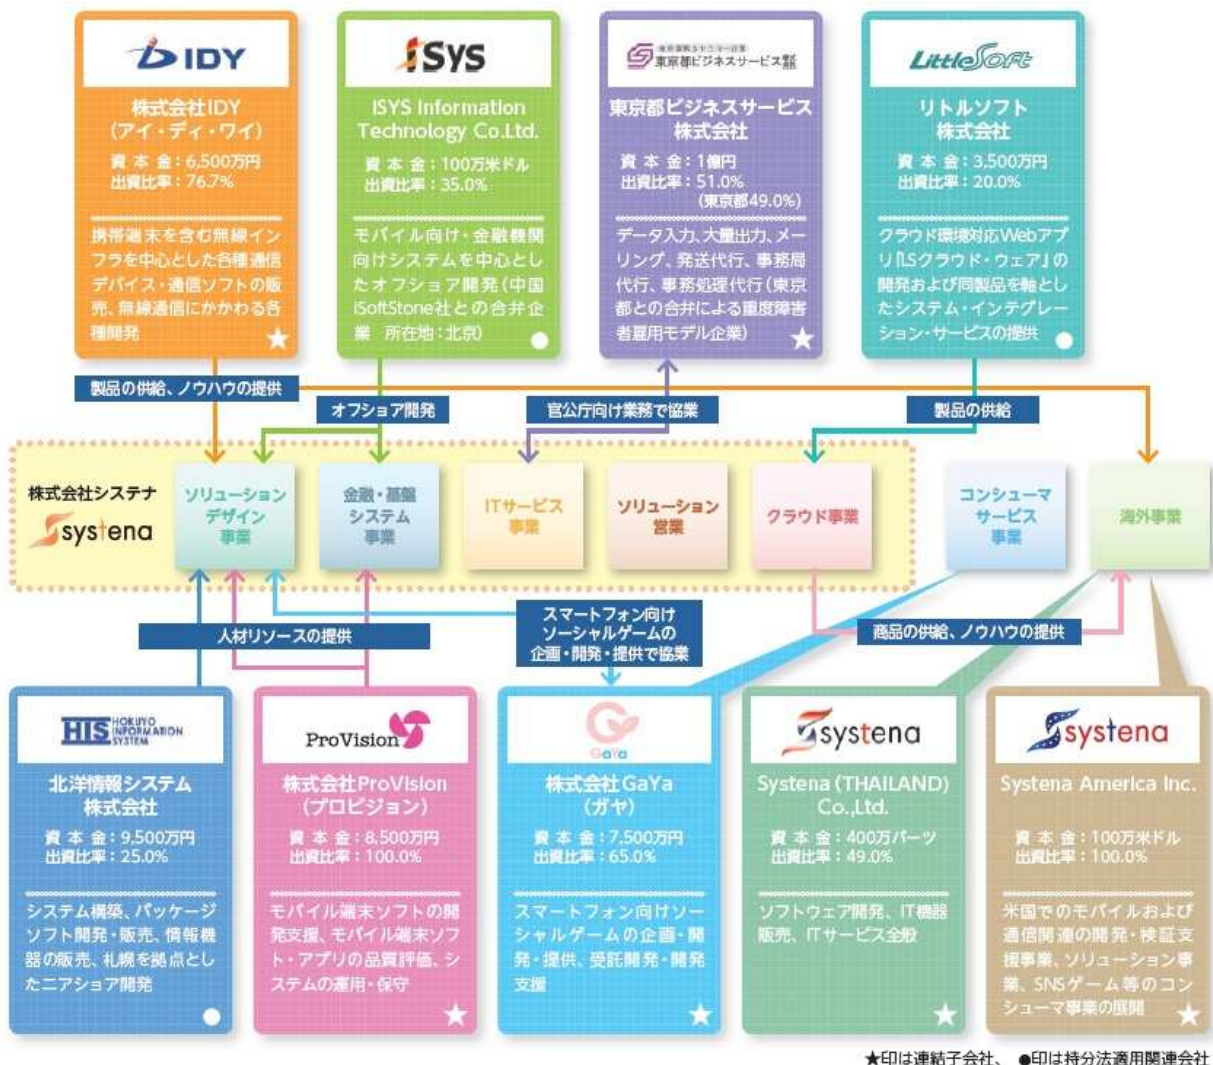 IDY
株式会社IDY
(アイ・ディ・ワイ)
資本金：6,500万円
出資比率：76.7%
携帯端末を含む無線イン
フラを中心とした各種通信
デバイス・通信ソフトの販
売、無線通信にかかわる各
種開発
★
iSYS
ISYS Information
Technology Co.Ltd.
資本金：100万米ドル
出資比率：35.0%
モバイル向け・金融機関
向けシステムを中心とし
たオフショア開発(中国
iSoftStone社との合弁企
業　所在地：北京)
●
東京都ビジネスサービス
東京都ビジネスサービス
株式会社
資本金：1億円
出資比率：51.0%
(東京都49.0%)
データ入力、大量出力、メー
リング、発送代行、事務局
代行、事務処理代行(東京
都との合弁による重度障害
者雇用モデル企業)
★
LittleSoft
リトルソフト
株式会社
資本金：3,500万円
出資比率：20.0%
クラウド環境対応Webアプ
リ『LSクラウド・ウェア』の
開発および同製品を軸とし
たシステム・インテグレー
ション・サービスの提供
●
製品の供給、ノウハウの提供
オフショア開発
官公庁向け業務で協業
製品の供給
株式会社システナ
systena
ソリューション
デザイン
事業
金融・基盤
システム
事業
ITサービス
事業
ソリューション
営業
クラウド事業
コンシューマ
サービス
事業
海外事業
人材リソースの提供
スマートフォン向け
ソーシャルゲームの
企画・開発・提供で協業
商品の供給、ノウハウの提供
HIS HOKUYO
INFORMATION
SYSTEM
北洋情報システム
株式会社
資本金：9,500万円
出資比率：25.0%
システム構築、パッケージ
ソフト開発・販売、情報機
器の販売、札幌を拠点とし
たニアショア開発
●
ProVision
株式会社ProVision
(プロビジョン)
資本金：8,500万円
出資比率：100.0%
モバイル端末ソフトの開
発支援、モバイル端末ソフ
ト・アプリの品質評価、シ
ステムの運用・保守
★
GaYa
株式会社GaYa
(ガヤ)
資本金：7,500万円
出資比率：65.0%
スマートフォン向けソー
シャルゲームの企画・開
発・提供、受託開発・開発
支援
★
systena
Systena (THAILAND)
Co.,Ltd.
資本金：400万バーツ
出資比率：49.0%
ソフトウェア開発、IT機器
販売、ITサービス全般
★
systena
Systena America Inc.
資本金：100万米ドル
出資比率：100.0%
米国でのモバイルおよび
通信関連の開発・検証支
援事業、ソリューション事
業、SNSゲーム等のコン
シューマ事業の展開
★
★印は連結子会社、●印は持分法適用関連会社